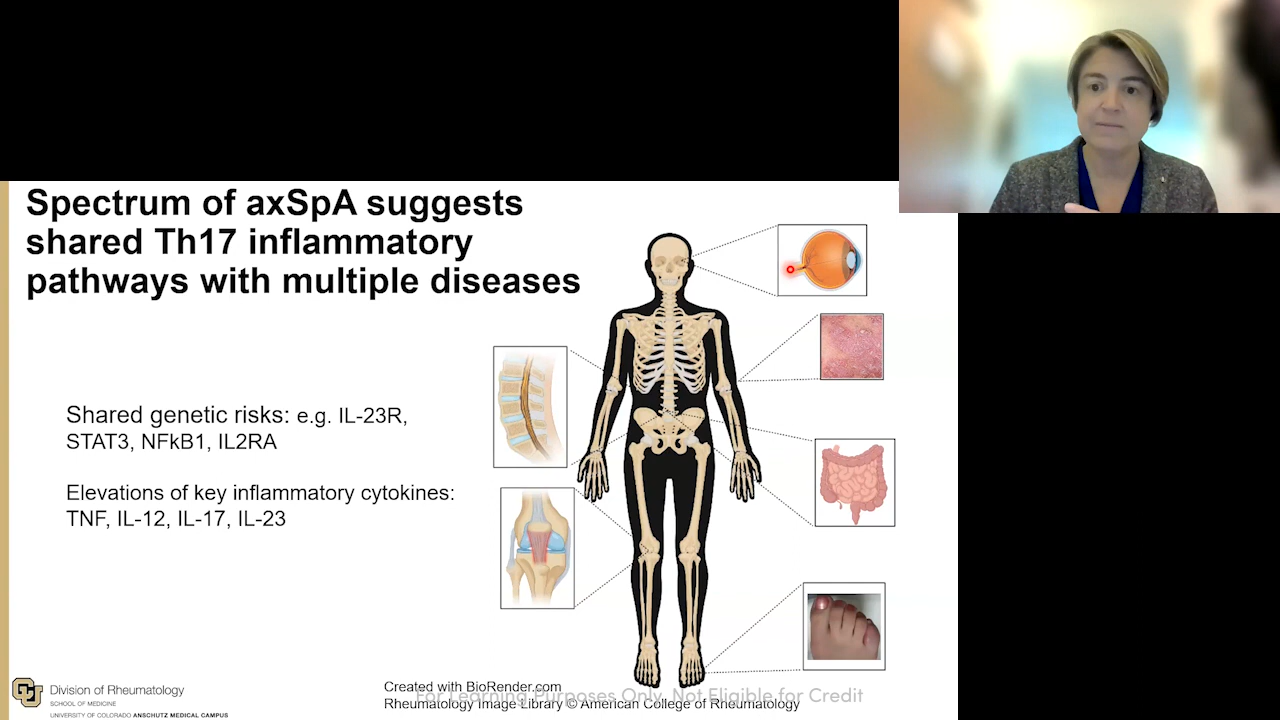 Spectrum of axSpA suggests
shared Th17 inflammatory
pathways with multiple diseases
Shared genetic risks: e.g. IL-23R,
STAT3, NFkB1, IL2RA
Elevations of key inflammatory cytokines:
TNF, IL-12, IL-17, IL-23
CU
Division of Rheumatology
SCHOOL OF MEDICINE
UNIVERSITY OF COLORADO ANSCHUTZ MEDICAL CAMPUS
Created with BioRender.com
Rheumatology Image Library © American College of Rheumatology
For Learning Purposes Only. Not Eligible for Credit